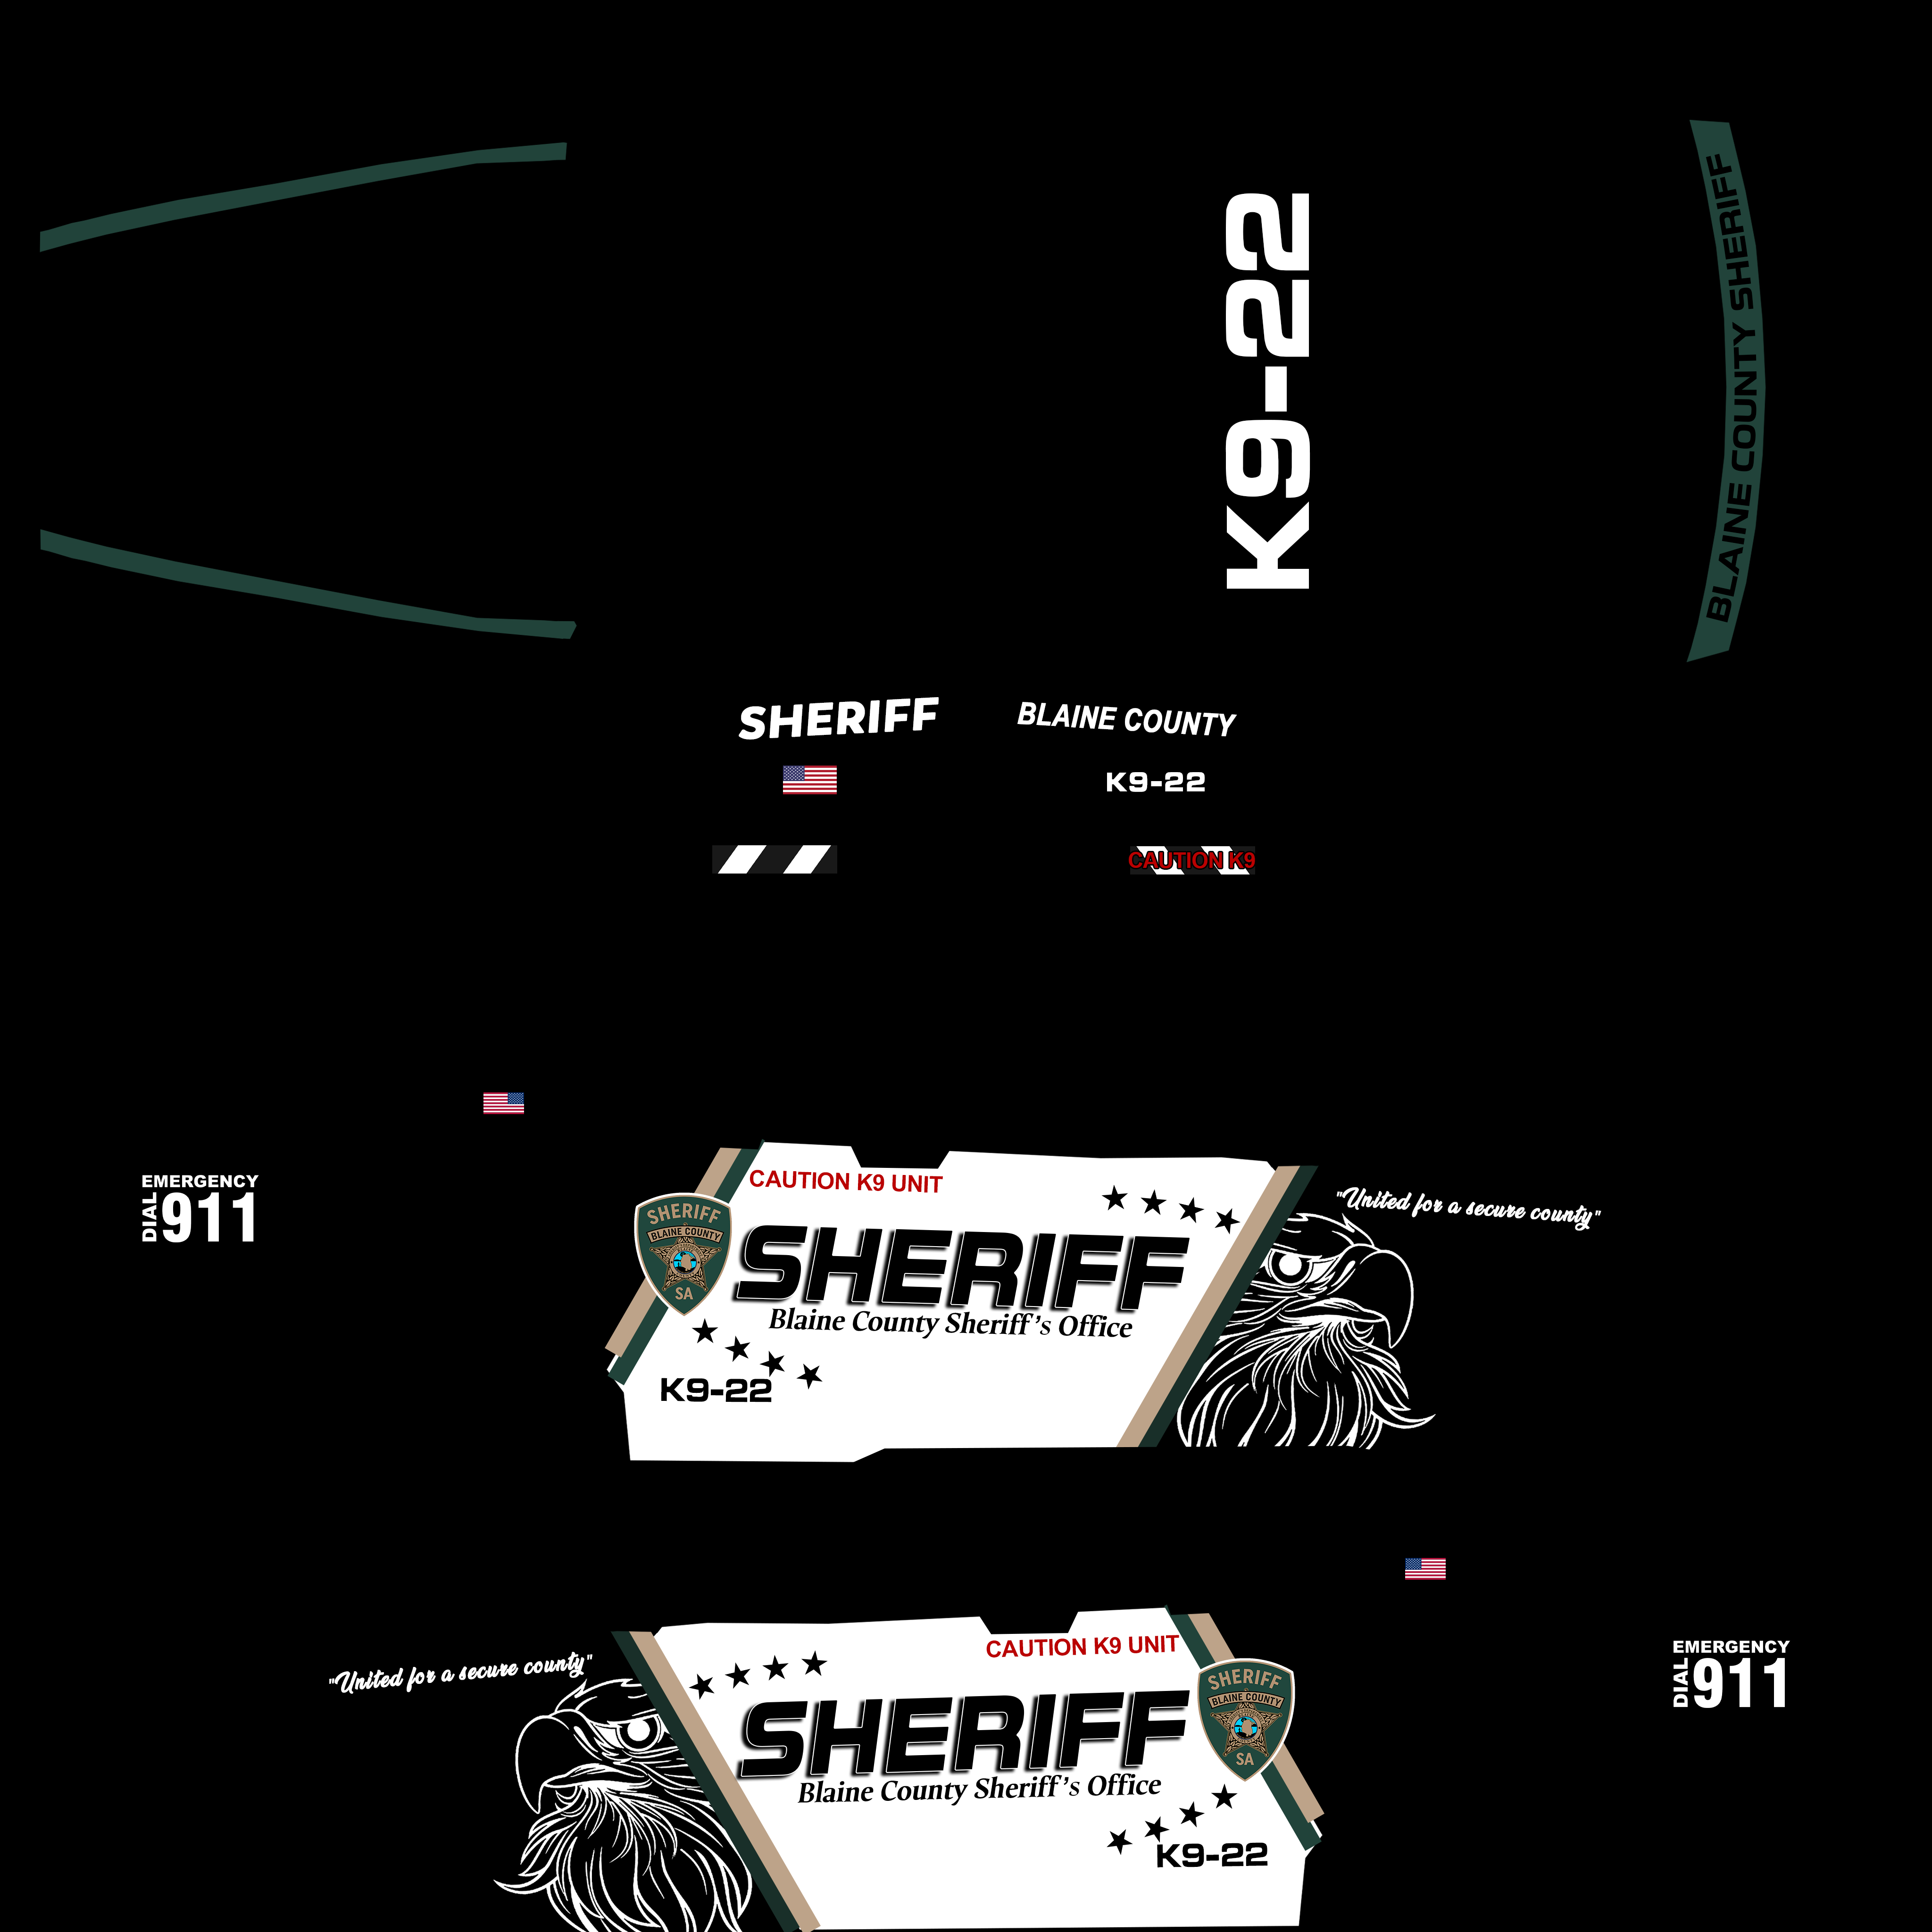 K9-22
BLAINE COUNTY SHERIFF
SHERIFF
BLAINE COUNTY
K9-22
CAUTION K9
EMERGENCY
DIAL
911
CAUTION K9 UNIT
"United for a secure county"
SHERIFF
BLAINE COUNTY
SA
SHERIFF
Blaine County Sheriff's Office
K9-22
"United for a secure county"
CAUTION K9 UNIT
EMERGENCY
DIAL
911
SHERIFF
BLAINE COUNTY
SA
SHERIFF
Blaine County Sheriff's Office
K9-22